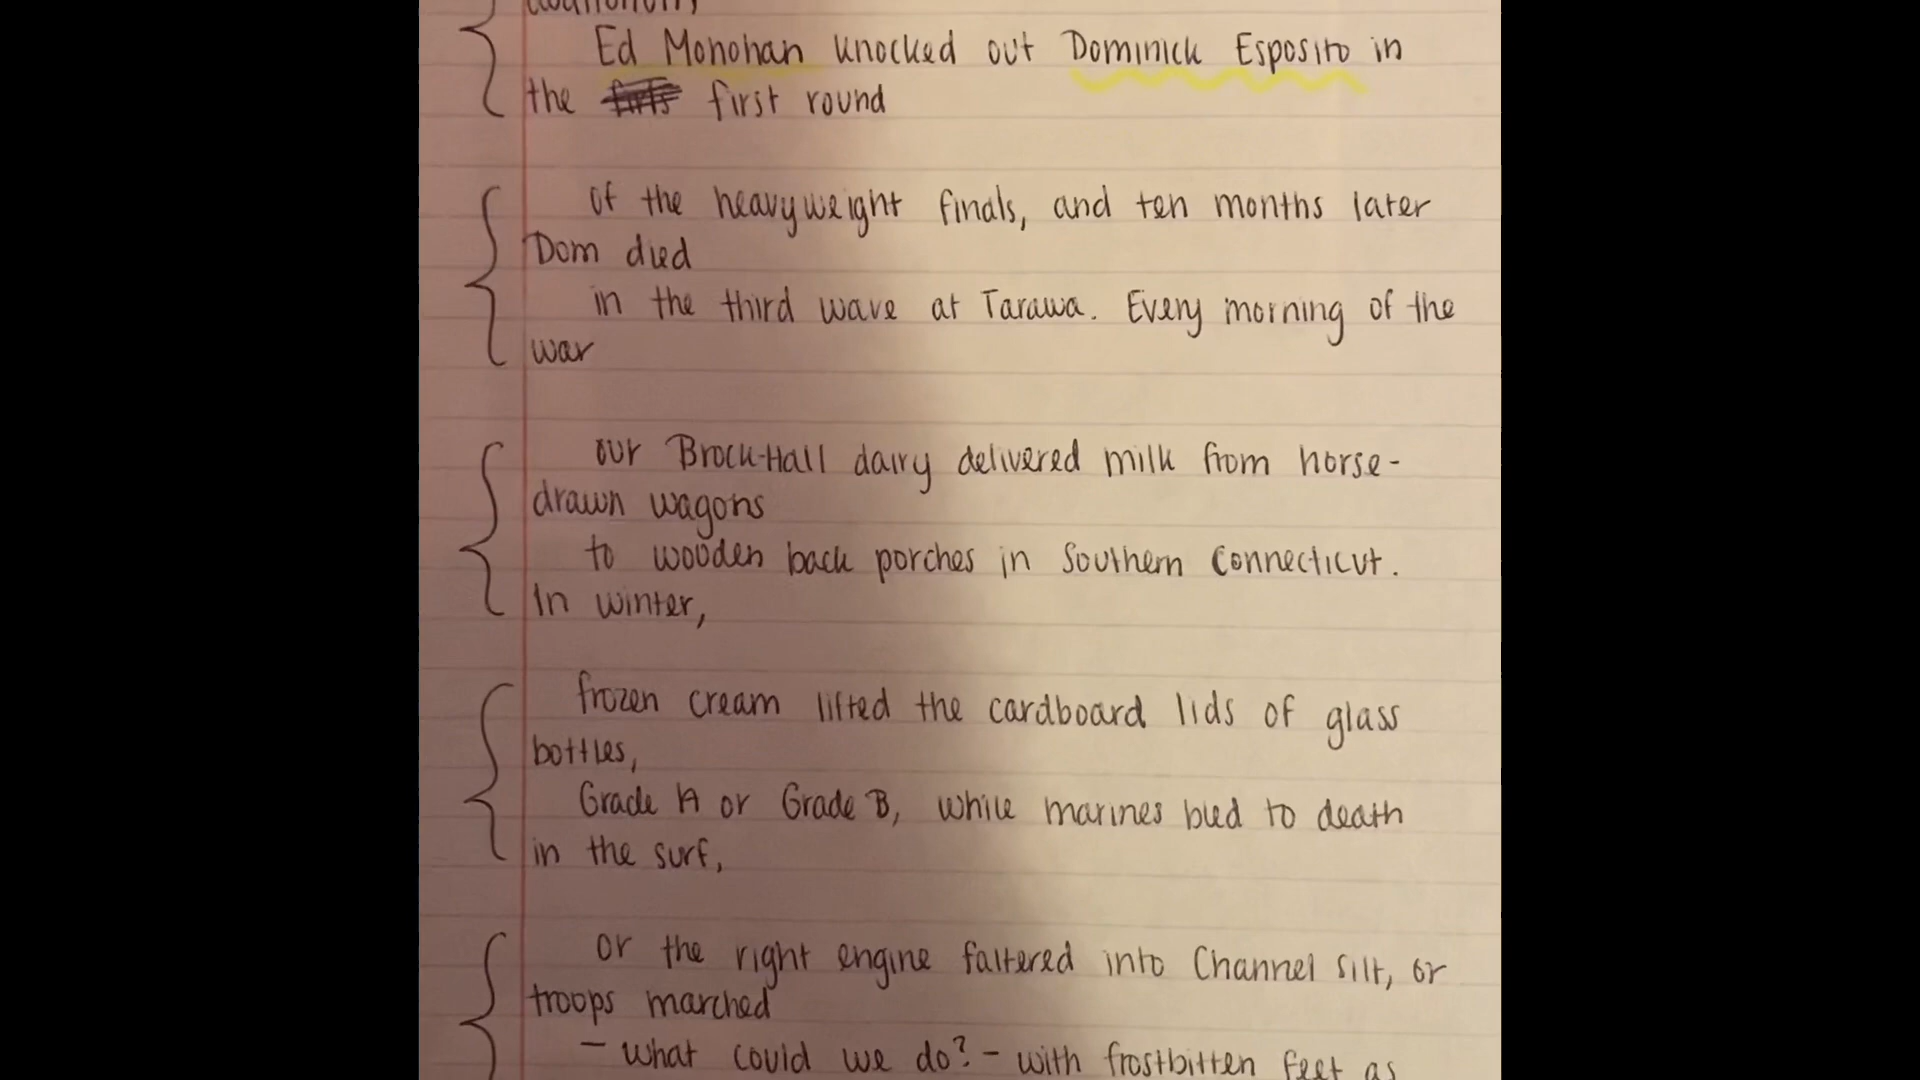 Ed Monohan knocked out Dominick Esposito in
the first round
of the heavyweight finals, and ten months later
Dom died
in the third wave at Tarawa. Every morning of the
war
our Brock-Hall dairy delivered milk from horse-
drawn wagons
to wooden back porches in Southern Connecticut.
In winter,
frozen cream lifted the cardboard lids of glass
bottles,
Grade A or Grade B, while marines bled to death
in the surf,
or the right engine faltered into Channel silt, or
troops marched
- what could we do? - with frostbitten feet as